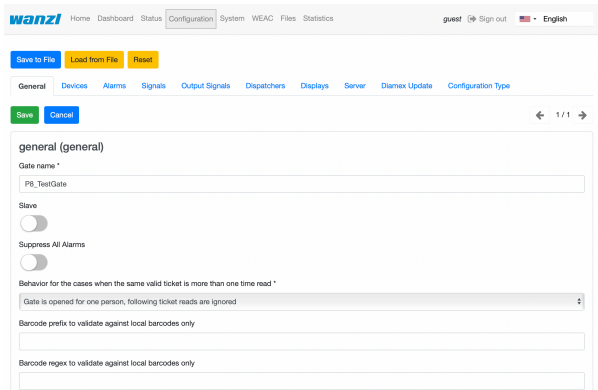 wanzl Home Dashboard Status Configuration System WEAC Files Statistics guest Sign out English
Save to File Load from File Reset
General Devices Alarms Signals Output Signals Dispatchers Displays Server Diamex Update Configuration Type
Save Cancel 1 / 1
general (general)
Gate name *
P8_TestGate
Slave
Suppress All Alarms
Behavior for the cases when the same valid ticket is more than one time read *
Gate is opened for one person, following ticket reads are ignored
Barcode prefix to validate against local barcodes only
Barcode regex to validate against local barcodes only